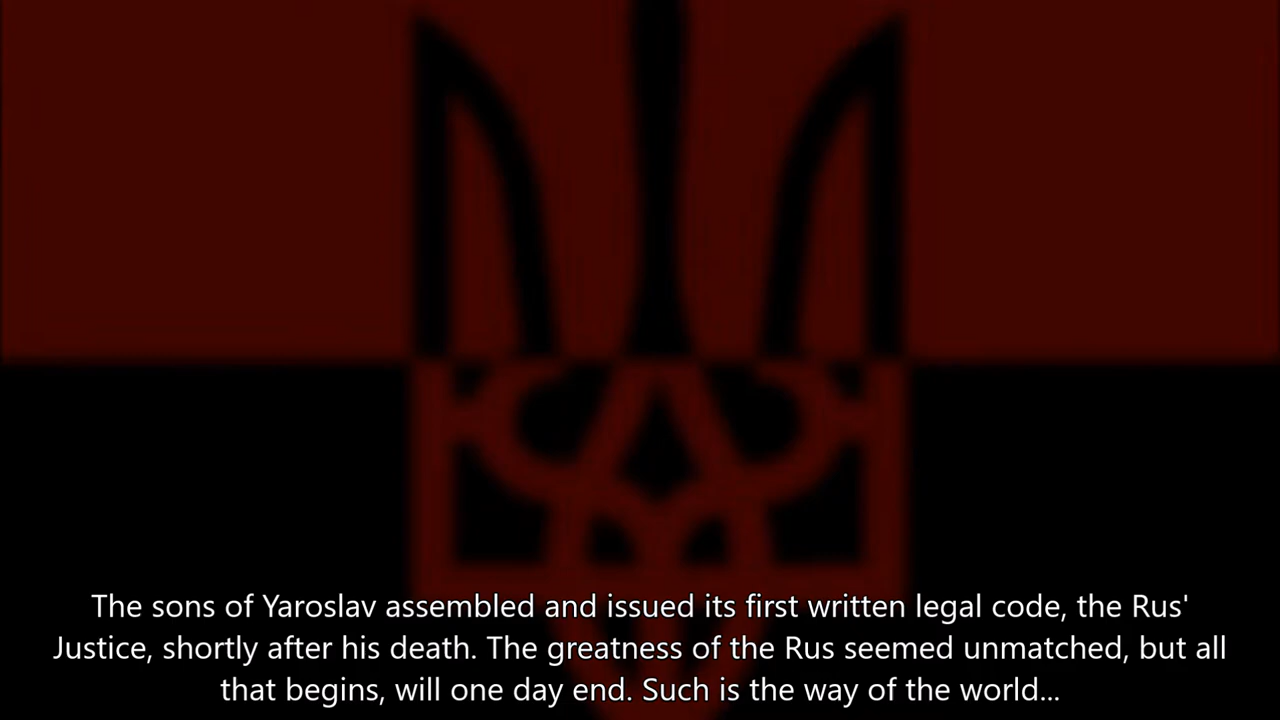 The sons of Yaroslav assembled and issued its first written legal code, the Rus'
Justice, shortly after his death. The greatness of the Rus seemed unmatched, but all
that begins, will one day end. Such is the way of the world...